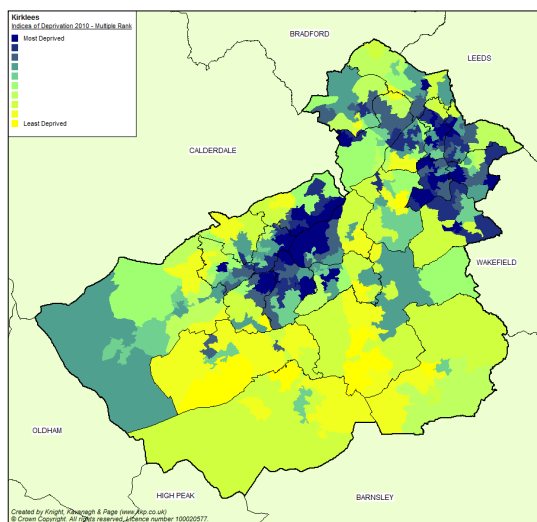 Kirklees
Indices of Deprivation 2010 - Multiple Rank
Most Deprived
Least Deprived
BRADFORD
LEEDS
CALDERDALE
WAKEFIELD
OLDHAM
HIGH PEAK
BARNSLEY
Created by Knight, Kavanagh & Page (www.kkp.co.uk)
© Crown Copyright. All rights reserved. Licence number 100020577.